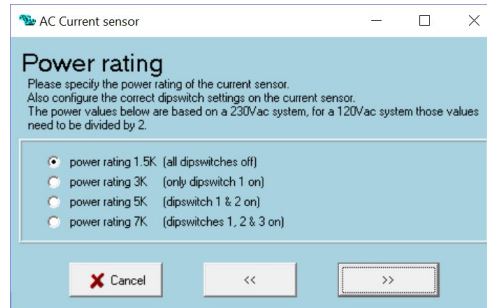 AC Current sensor
Power rating
Please specify the power rating of the current sensor.
Also configure the correct dipswitch settings on the current sensor.
The power values below are based on a 230Vac system, for a 120Vac system those values
need to be divided by 2.
power rating 1.5K (all dipswitches off)
power rating 3K (only dipswitch 1 on)
power rating 5K (dipswitch 1 & 2 on)
power rating 7K (dipswitches 1, 2 & 3 on)
Cancel << >>